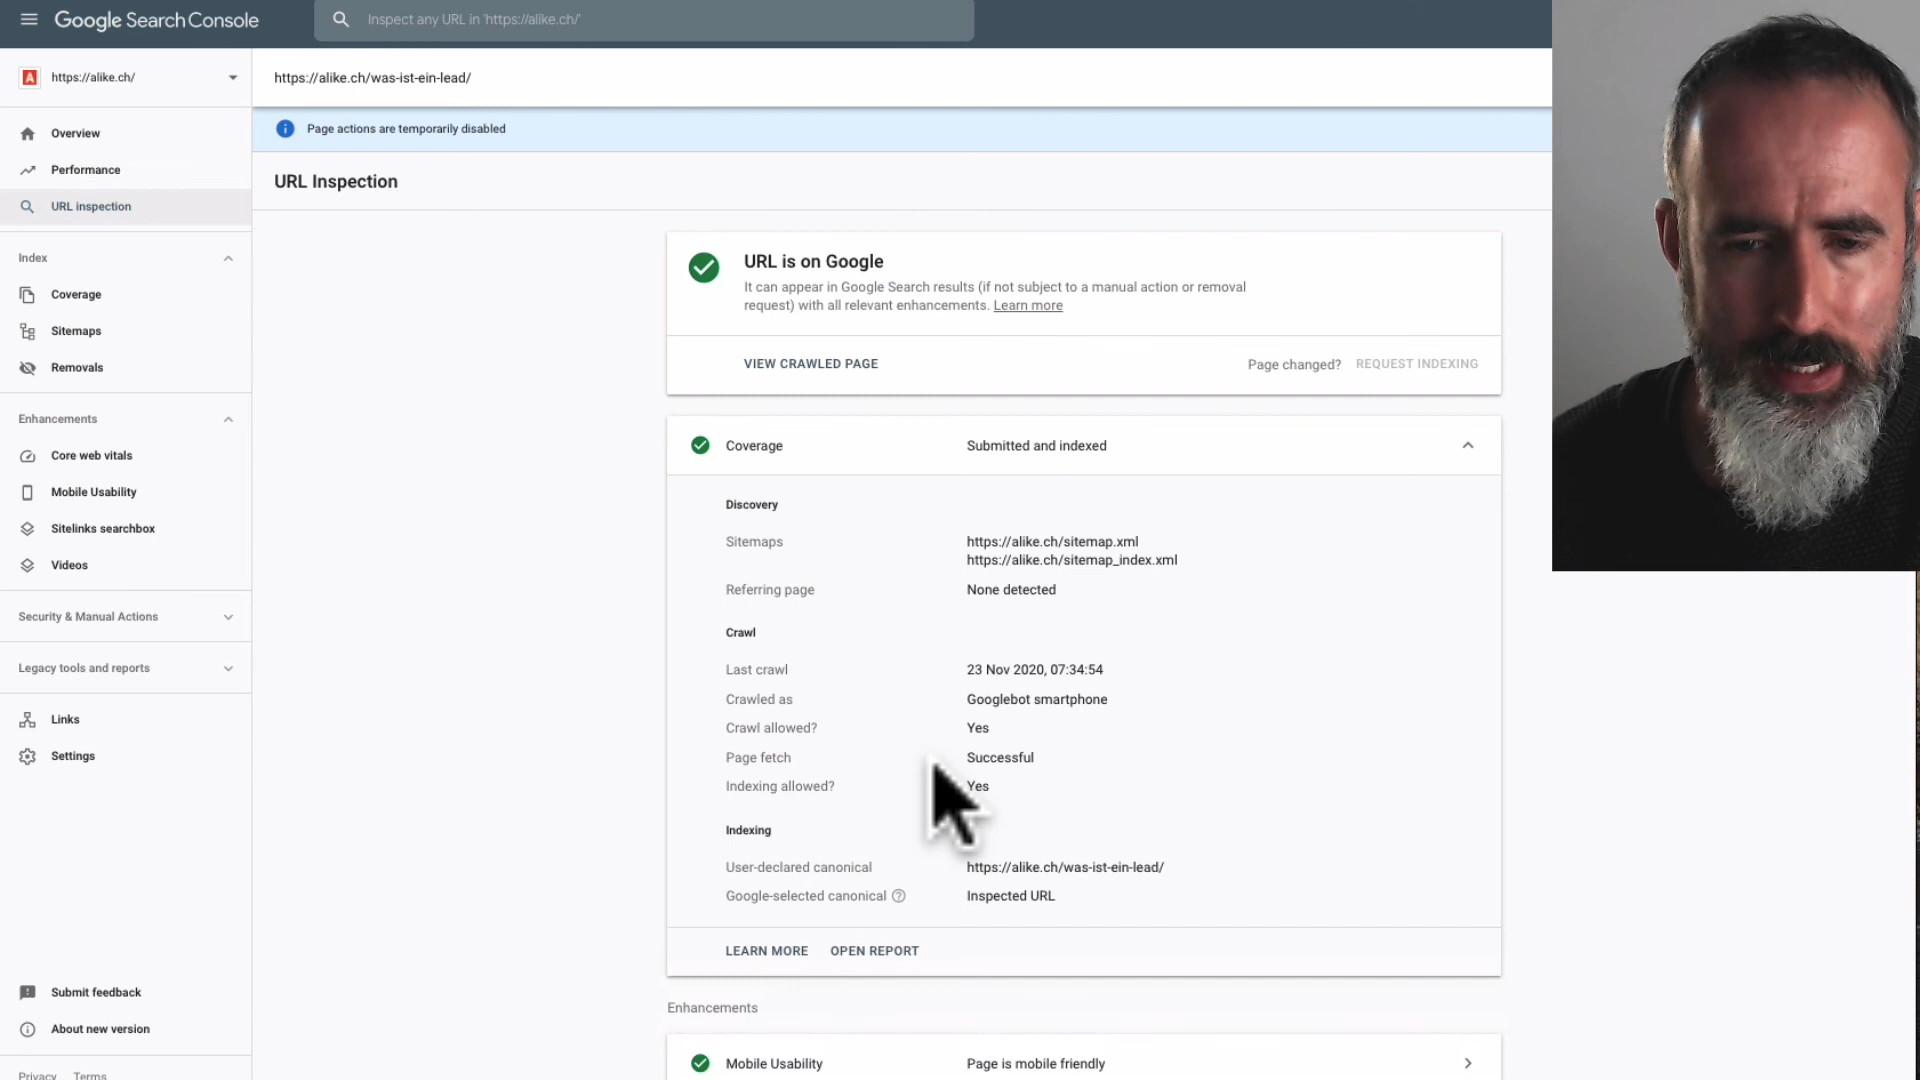 Google Search Console
Inspect any URL in 'https://alike.ch/'
A
https://alike.ch/
https://alike.ch/was-ist-ein-lead/
Page actions are temporarily disabled
URL Inspection
Overview
Performance
URL inspection
Index
Coverage
Sitemaps
Removals
Enhancements
Core web vitals
Mobile Usability
Sitelinks searchbox
Videos
Security & Manual Actions
Legacy tools and reports
Links
Settings
Submit feedback
About new version
Privacy Terms
URL is on Google
It can appear in Google Search results (if not subject to a manual action or removal
request) with all relevant enhancements. Learn more
VIEW CRAWLED PAGE
Page changed? REQUEST INDEXING
Coverage Submitted and indexed
Discovery
Sitemaps https://alike.ch/sitemap.xml
https://alike.ch/sitemap_index.xml
Referring page None detected
Crawl
Last crawl 23 Nov 2020, 07:34:54
Crawled as Googlebot smartphone
Crawl allowed? Yes
Page fetch Successful
Indexing allowed? Yes
Indexing
User-declared canonical https://alike.ch/was-ist-ein-lead/
Google-selected canonical Inspected URL
LEARN MORE OPEN REPORT
Enhancements
Mobile Usability Page is mobile friendly